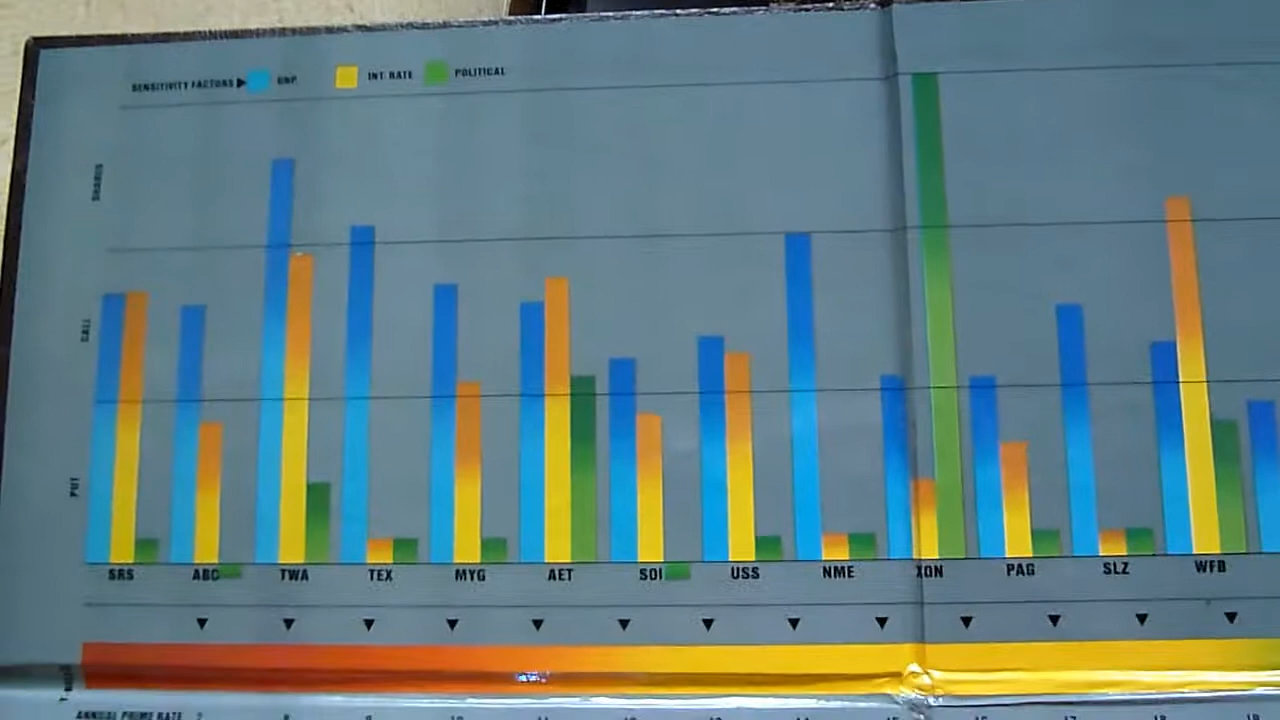 SENSITIVITY FACTORS GNP INT. RATE POLITICAL
SHARES
CALL
PUT
SRS ABC TWA TEX MYG AET SOI USS NME XON PAG SLZ WFB
ANNUAL PRIME RATE